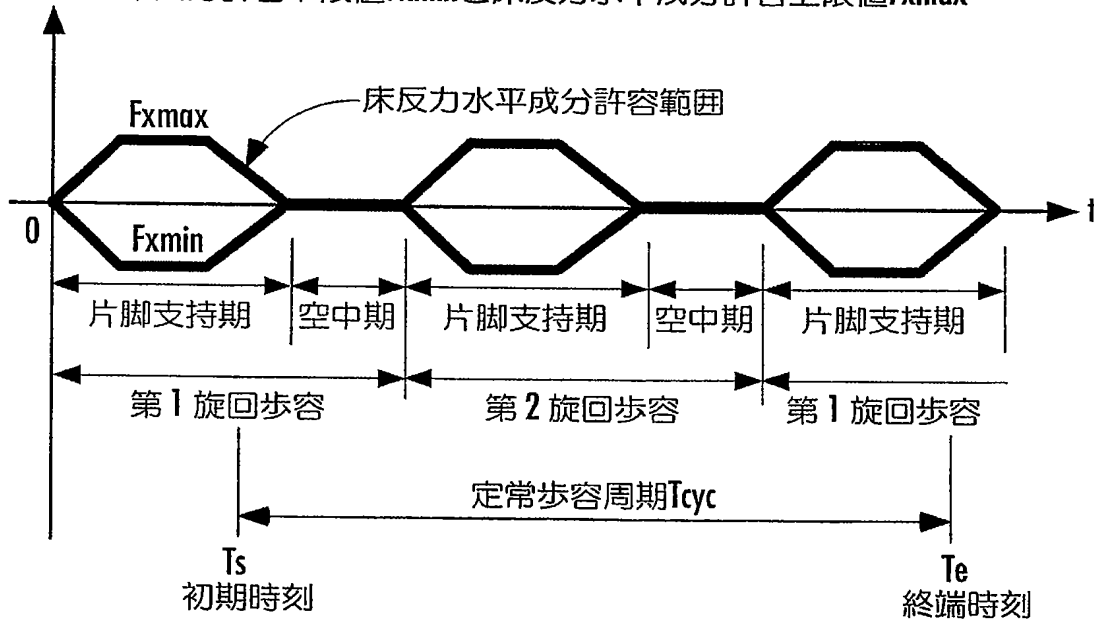 Fxmax
床反力水平成分許容範囲
0
t
Fxmin
片脚支持期
空中期
片脚支持期
空中期
片脚支持期
第1旋回歩容
第2旋回歩容
第1旋回歩容
定常歩容周期Tcyc
Ts
初期時刻
Te
終端時刻